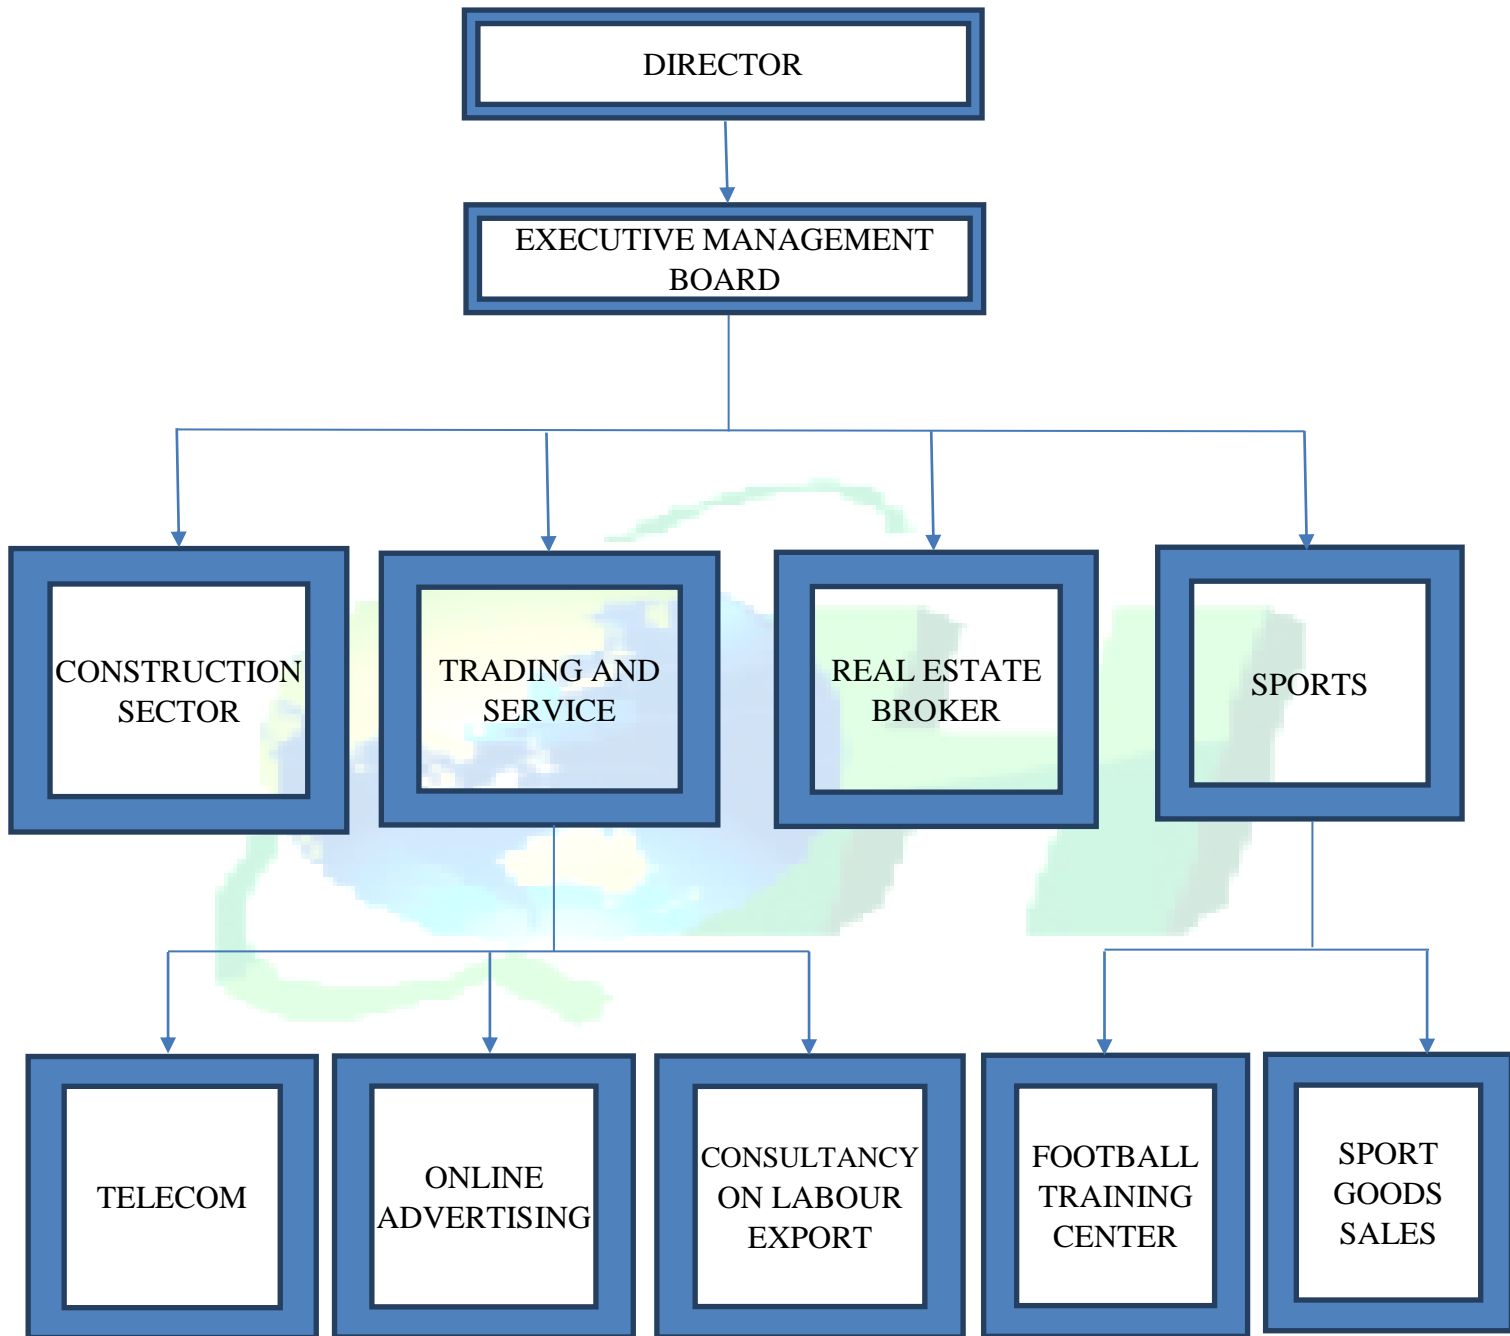 DIRECTOR
EXECUTIVE MANAGEMENT
BOARD
CONSTRUCTION
SECTOR
TRADING AND
SERVICE
REAL ESTATE
BROKER
SPORTS
TELECOM
ONLINE
ADVERTISING
CONSULTANCY
ON LABOUR
EXPORT
FOOTBALL
TRAINING
CENTER
SPORT
GOODS
SALES